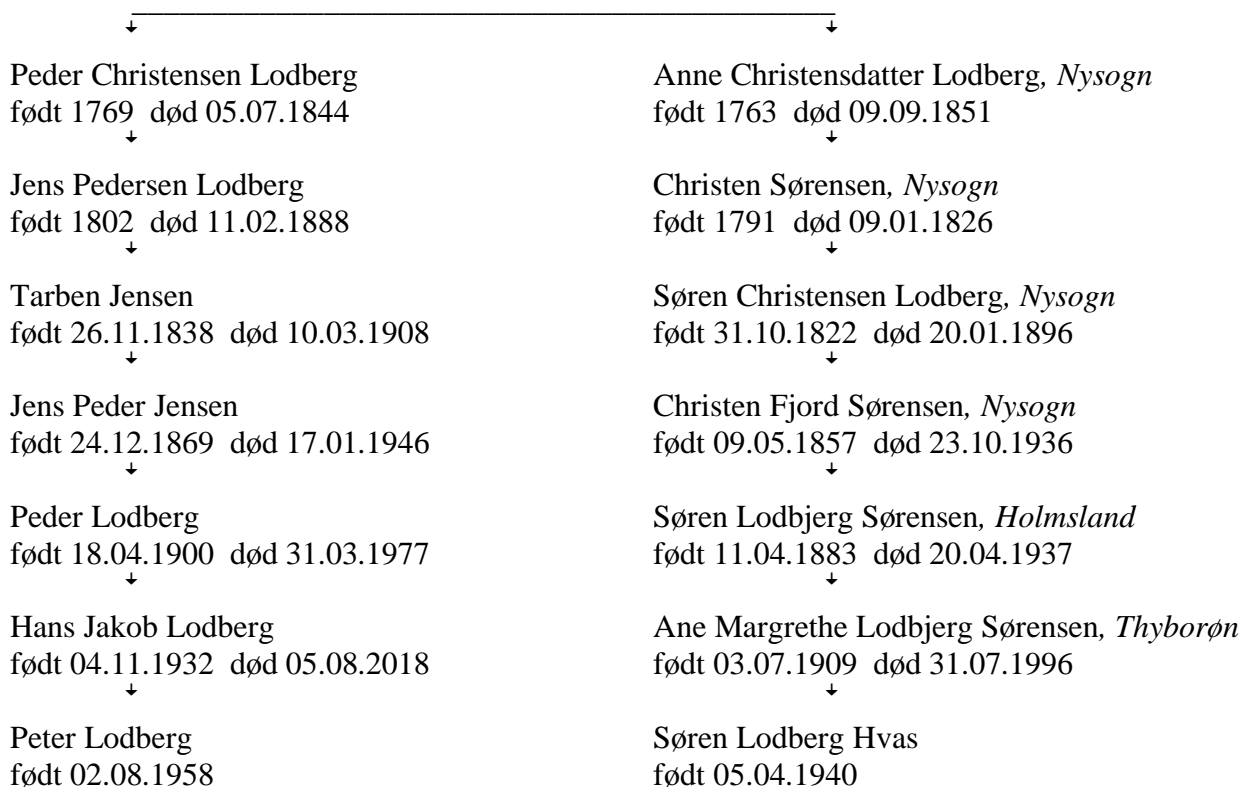 Peder Christensen Lodberg
født 1769 død 05.07.1844
Anne Christensdatter Lodberg, Nysogn
født 1763 død 09.09.1851
Jens Pedersen Lodberg
født 1802 død 11.02.1888
Christen Sørensen, Nysogn
født 1791 død 09.01.1826
Tarben Jensen
født 26.11.1838 død 10.03.1908
Søren Christensen Lodberg, Nysogn
født 31.10.1822 død 20.01.1896
Jens Peder Jensen
født 24.12.1869 død 17.01.1946
Christen Fjord Sørensen, Nysogn
født 09.05.1857 død 23.10.1936
Peder Lodberg
født 18.04.1900 død 31.03.1977
Søren Lodbjerg Sørensen, Holmsland
født 11.04.1883 død 20.04.1937
Hans Jakob Lodberg
født 04.11.1932 død 05.08.2018
Ane Margrethe Lodbjerg Sørensen, Thyborøn
født 03.07.1909 død 31.07.1996
Peter Lodberg
født 02.08.1958
Søren Lodberg Hvas
født 05.04.1940